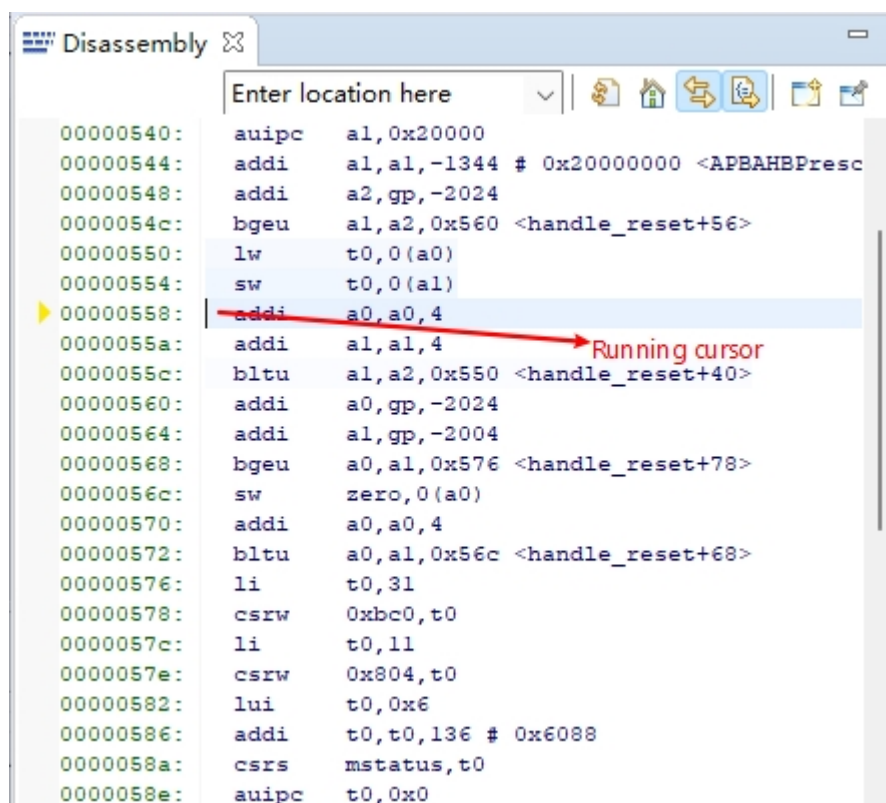 Disassembly
Enter location here
00000540: auipc a1,0x20000
00000544: addi a1,a1,-1344 # 0x20000000 <APBAHBPresc
00000548: addi a2,gp,-2024
0000054c: bgeu a1,a2,0x560 <handle_reset+56>
00000550: lw t0,0(a0)
00000554: sw t0,0(a1)
00000558: addi a0,a0,4
0000055a: addi a1,a1,4
Running cursor
0000055c: bltu a1,a2,0x550 <handle_reset+40>
00000560: addi a0,gp,-2024
00000564: addi a1,gp,-2004
00000568: bgeu a0,a1,0x576 <handle_reset+78>
0000056c: sw zero,0(a0)
00000570: addi a0,a0,4
00000572: bltu a0,a1,0x56c <handle_reset+68>
00000576: li t0,31
00000578: csrw 0xbc0,t0
0000057c: li t0,11
0000057e: csrw 0x804,t0
00000582: lui t0,0x6
00000586: addi t0,t0,136 # 0x6088
0000058a: csrs mstatus,t0
0000058e: auipc t0,0x0